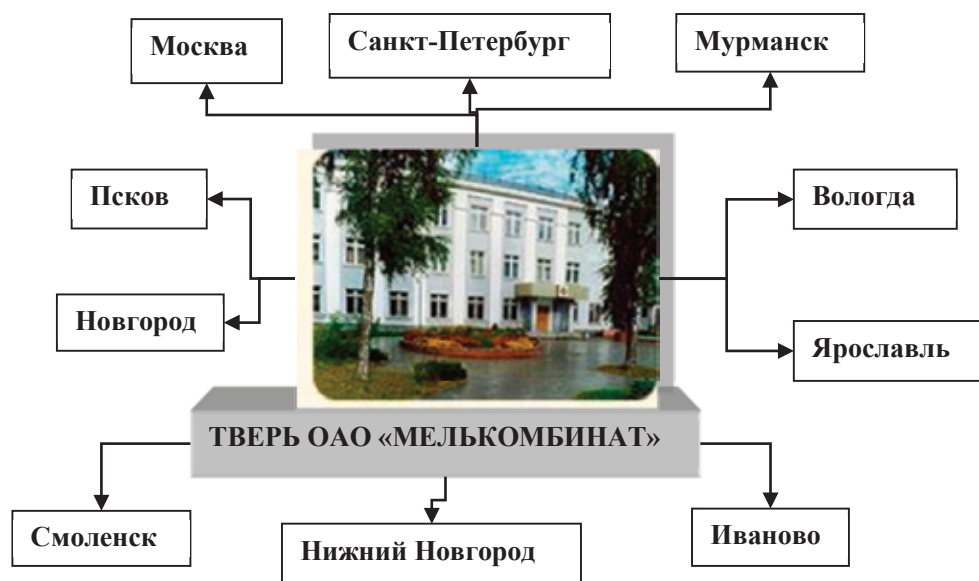 Москва
Санкт-Петербург
Мурманск
Псков
Вологда
Новгород
Ярославль
ТВЕРЬ ОАО «МЕЛЬКОМБИНАТ»
Смоленск
Нижний Новгород
Иваново